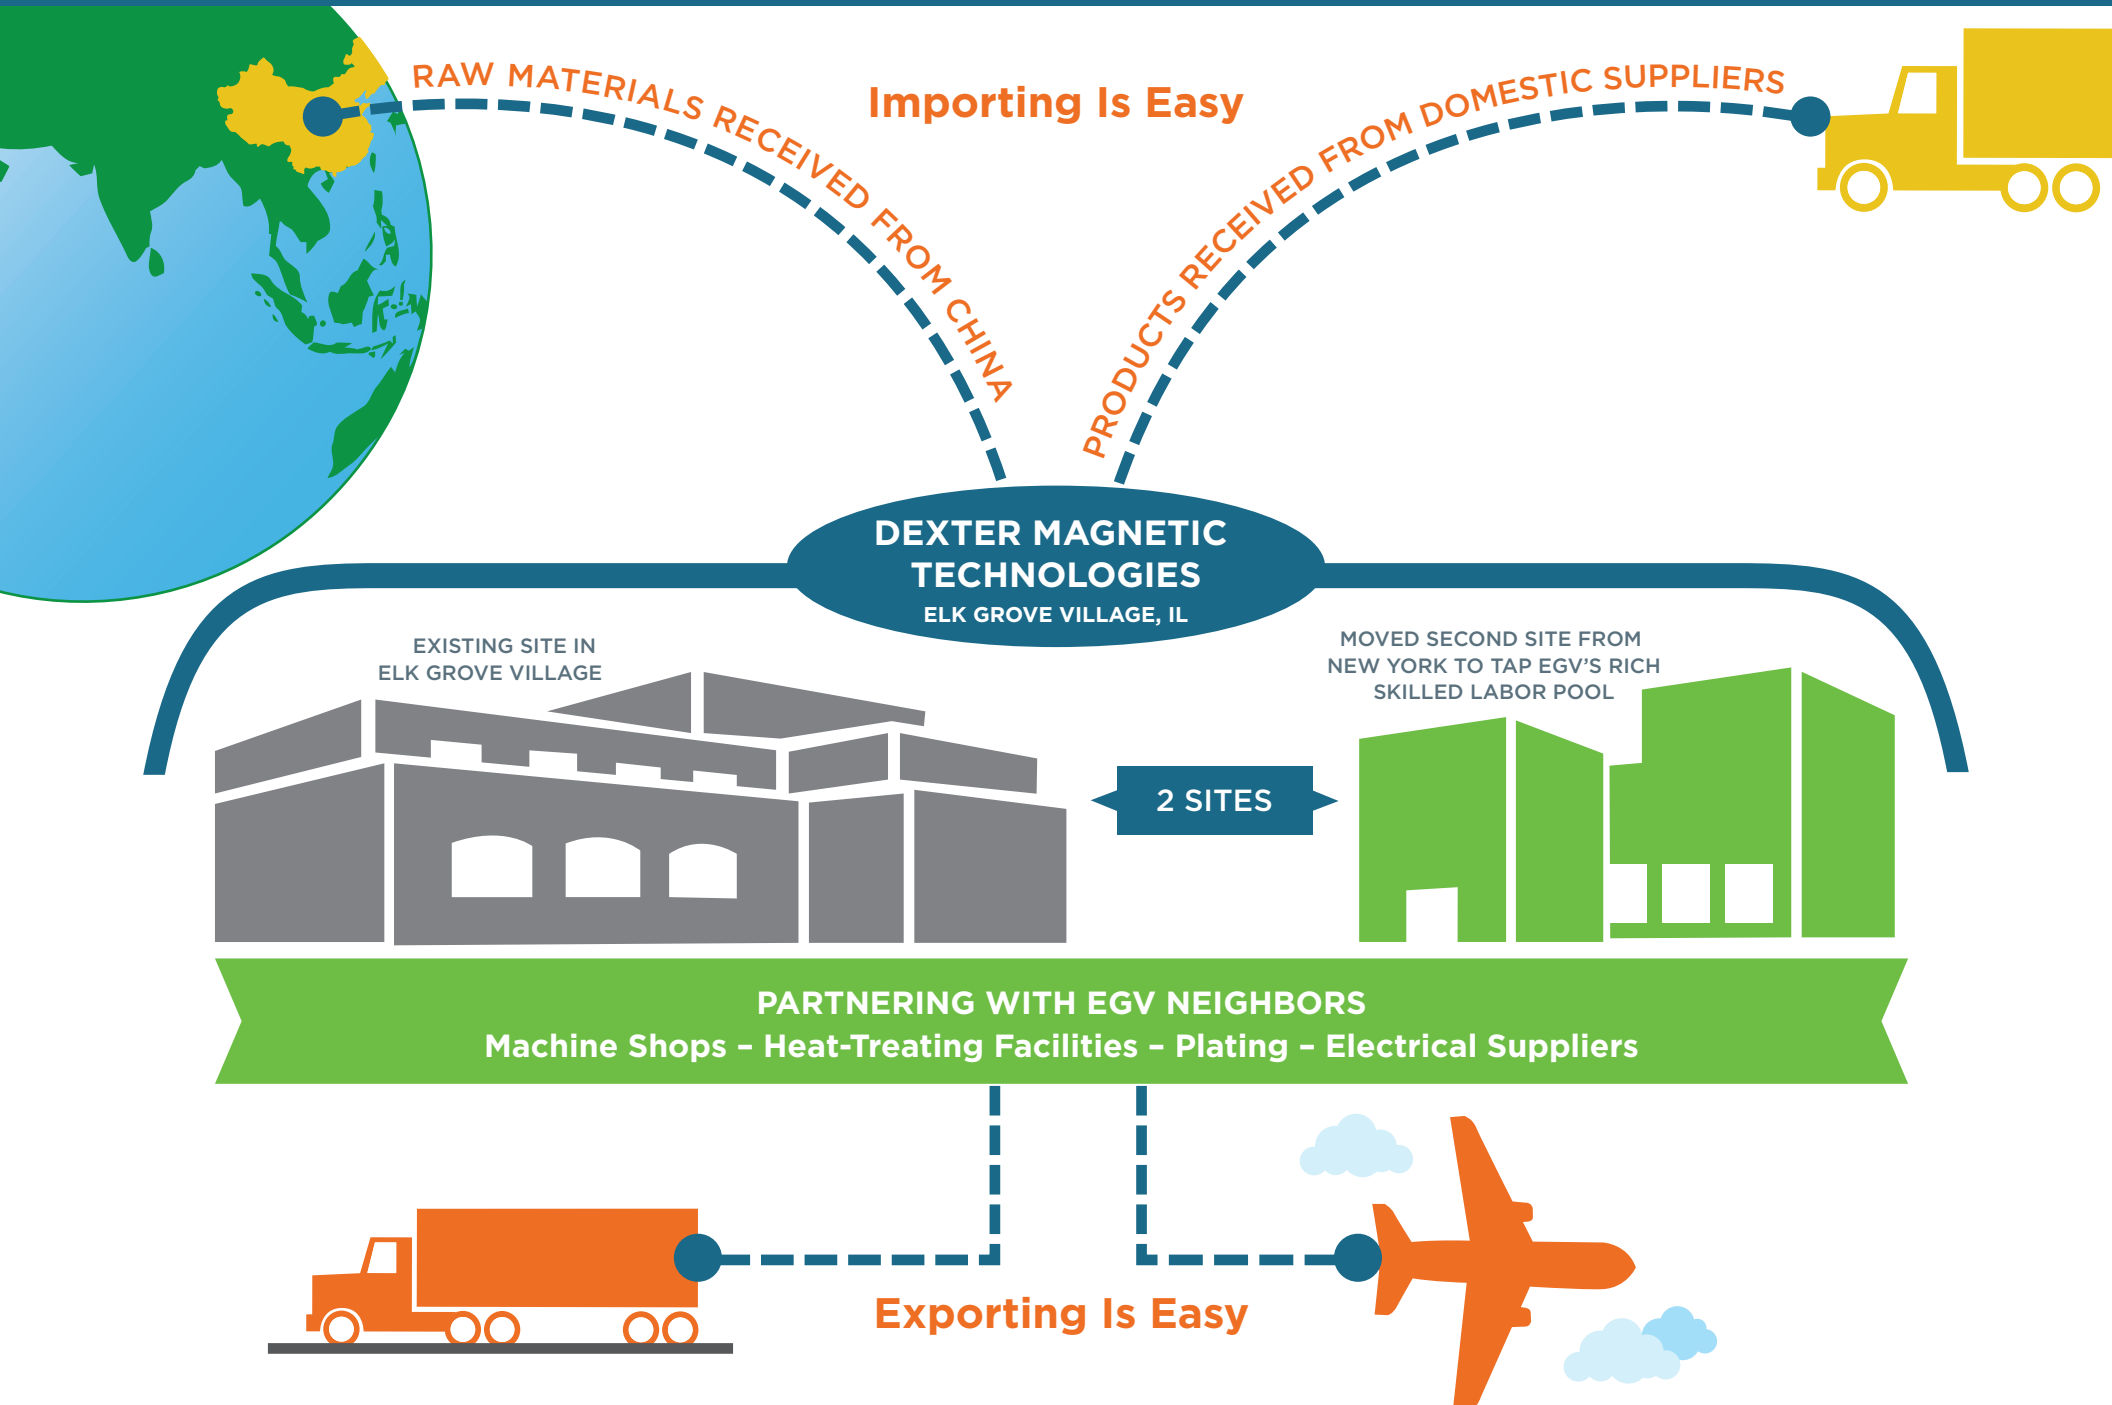 RAW MATERIALS RECEIVED FROM CHINA
Importing Is Easy
PRODUCTS RECEIVED FROM DOMESTIC SUPPLIERS
DEXTER MAGNETIC
TECHNOLOGIES
ELK GROVE VILLAGE, IL
EXISTING SITE IN
ELK GROVE VILLAGE
MOVED SECOND SITE FROM
NEW YORK TO TAP EGV’S RICH
SKILLED LABOR POOL
2 SITES
PARTNERING WITH EGV NEIGHBORS
Machine Shops – Heat-Treating Facilities – Plating – Electrical Suppliers
Exporting Is Easy